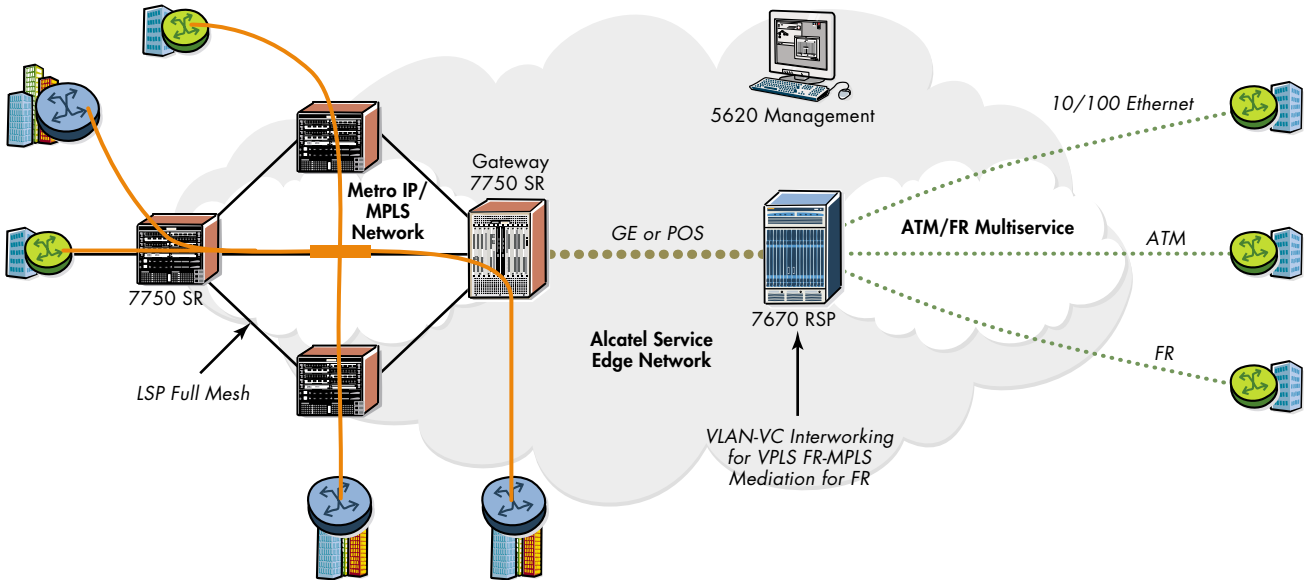 5620 Management
10/100 Ethernet
Gateway
7750 SR
Metro IP/
MPLS
Network
GE or POS
ATM/FR Multiservice
ATM
7750 SR
7670 RSP
Alcatel Service
Edge Network
FR
LSP Full Mesh
VLAN-VC Interworking
for VPLS FR-MPLS
Mediation for FR